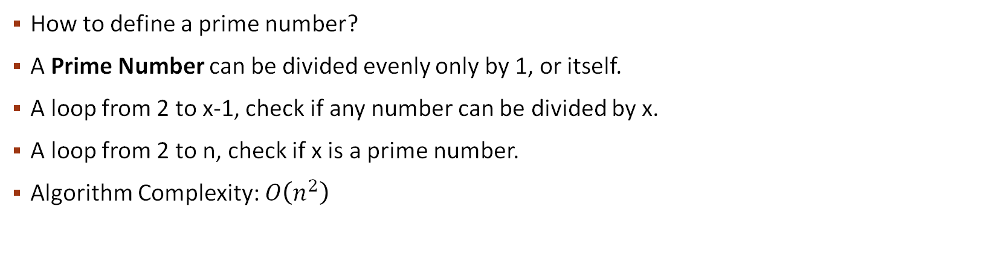 ▪ How to define a prime number?
▪ A Prime Number can be divided evenly only by 1, or itself.
▪ A loop from 2 to x-1, check if any number can be divided by x.
▪ A loop from 2 to n, check if x is a prime number.
▪ Algorithm Complexity: O(n²)